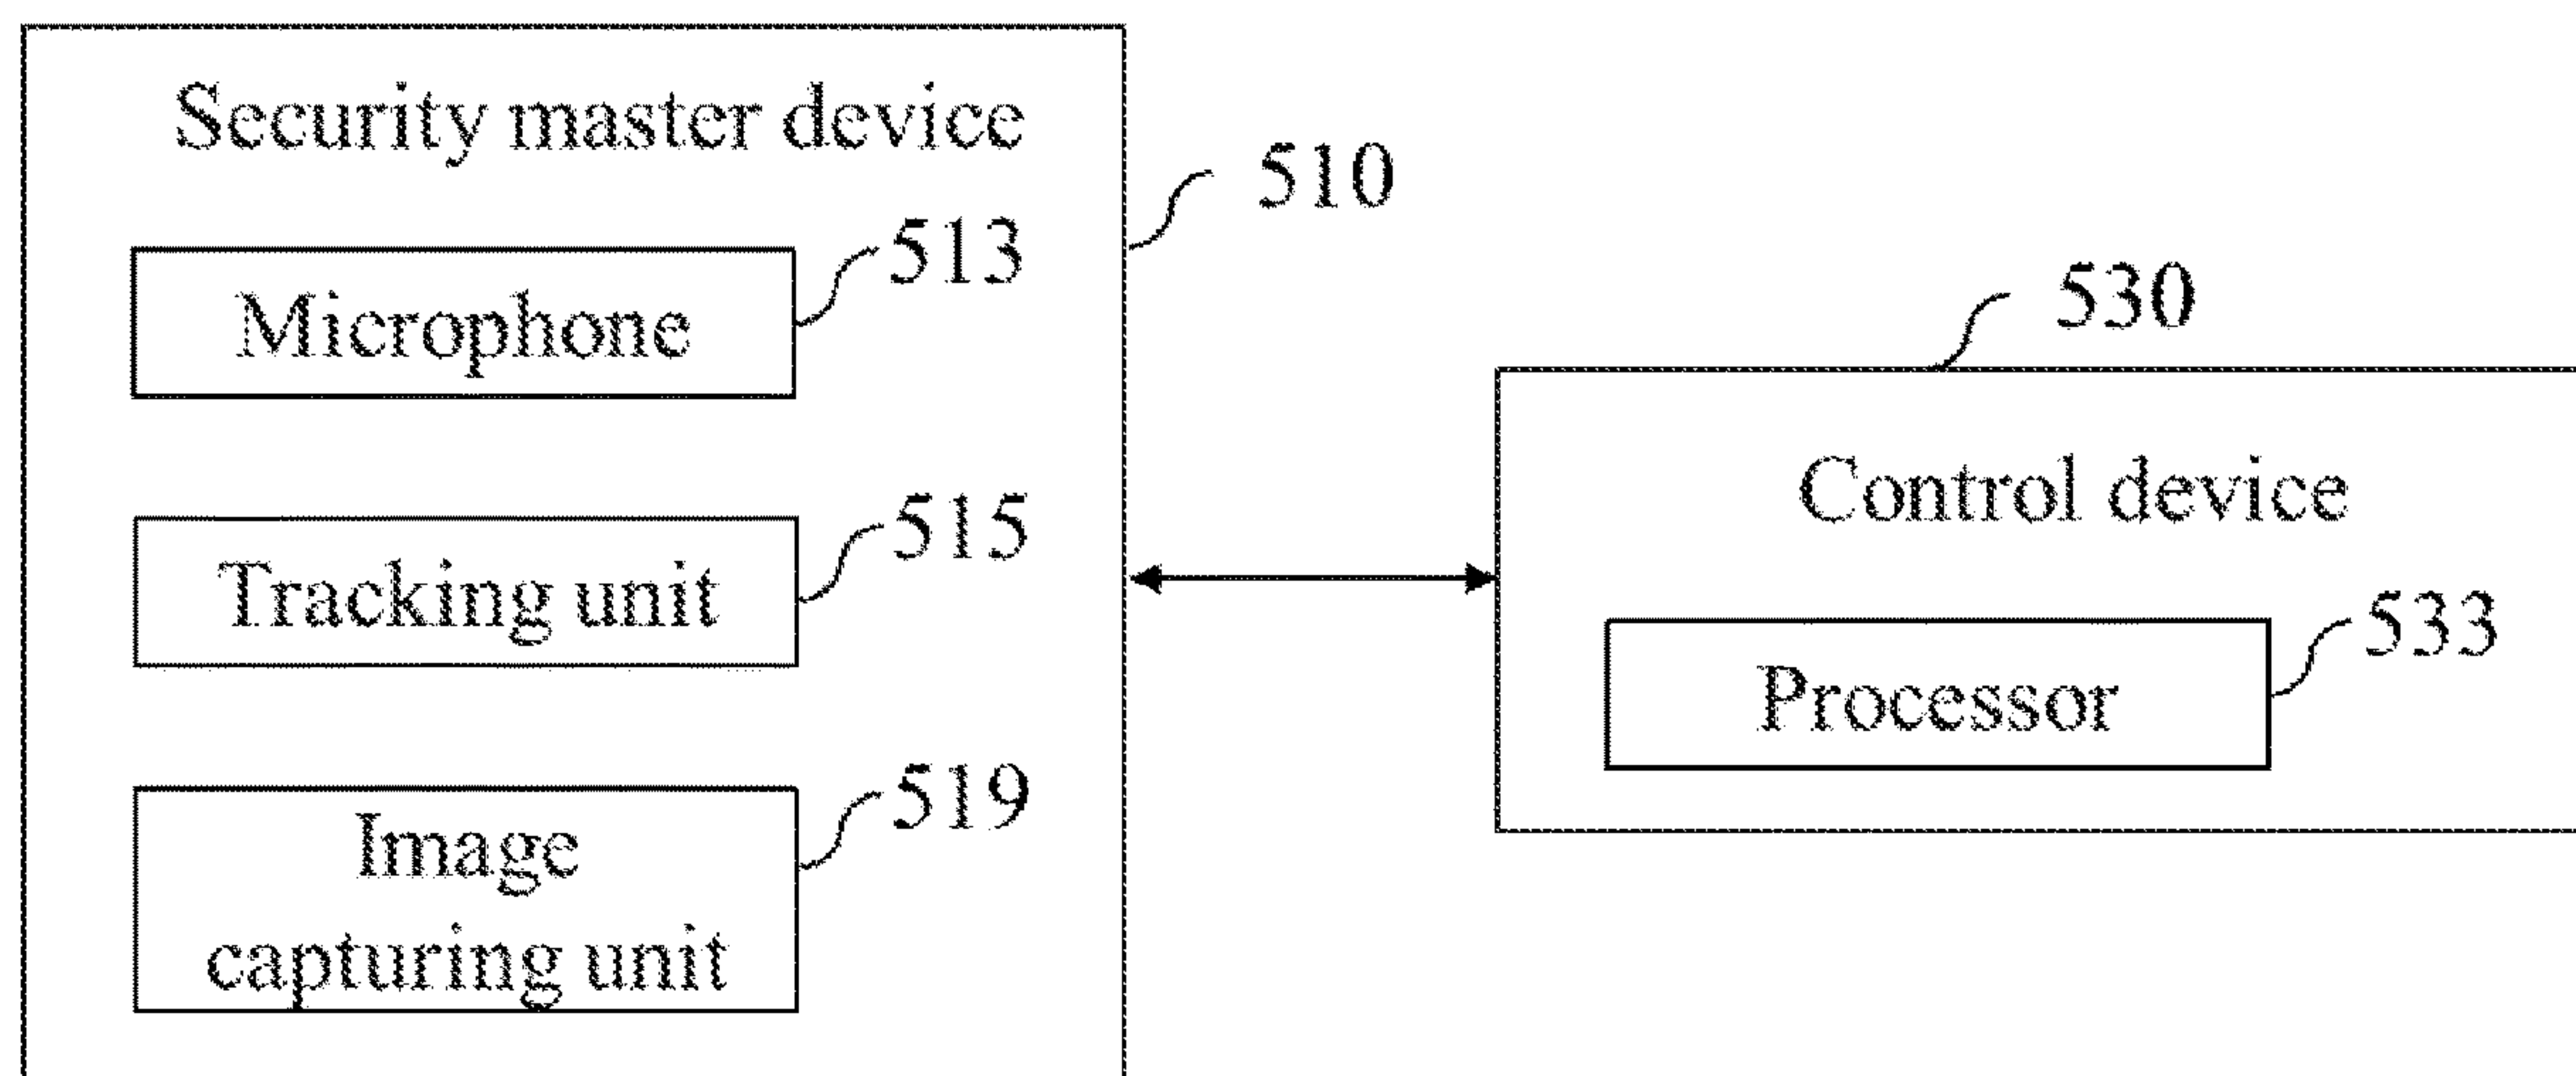 Security master device
510
513
Microphone
515
Tracking unit
519
Image
capturing unit
530
Control device
533
Processor